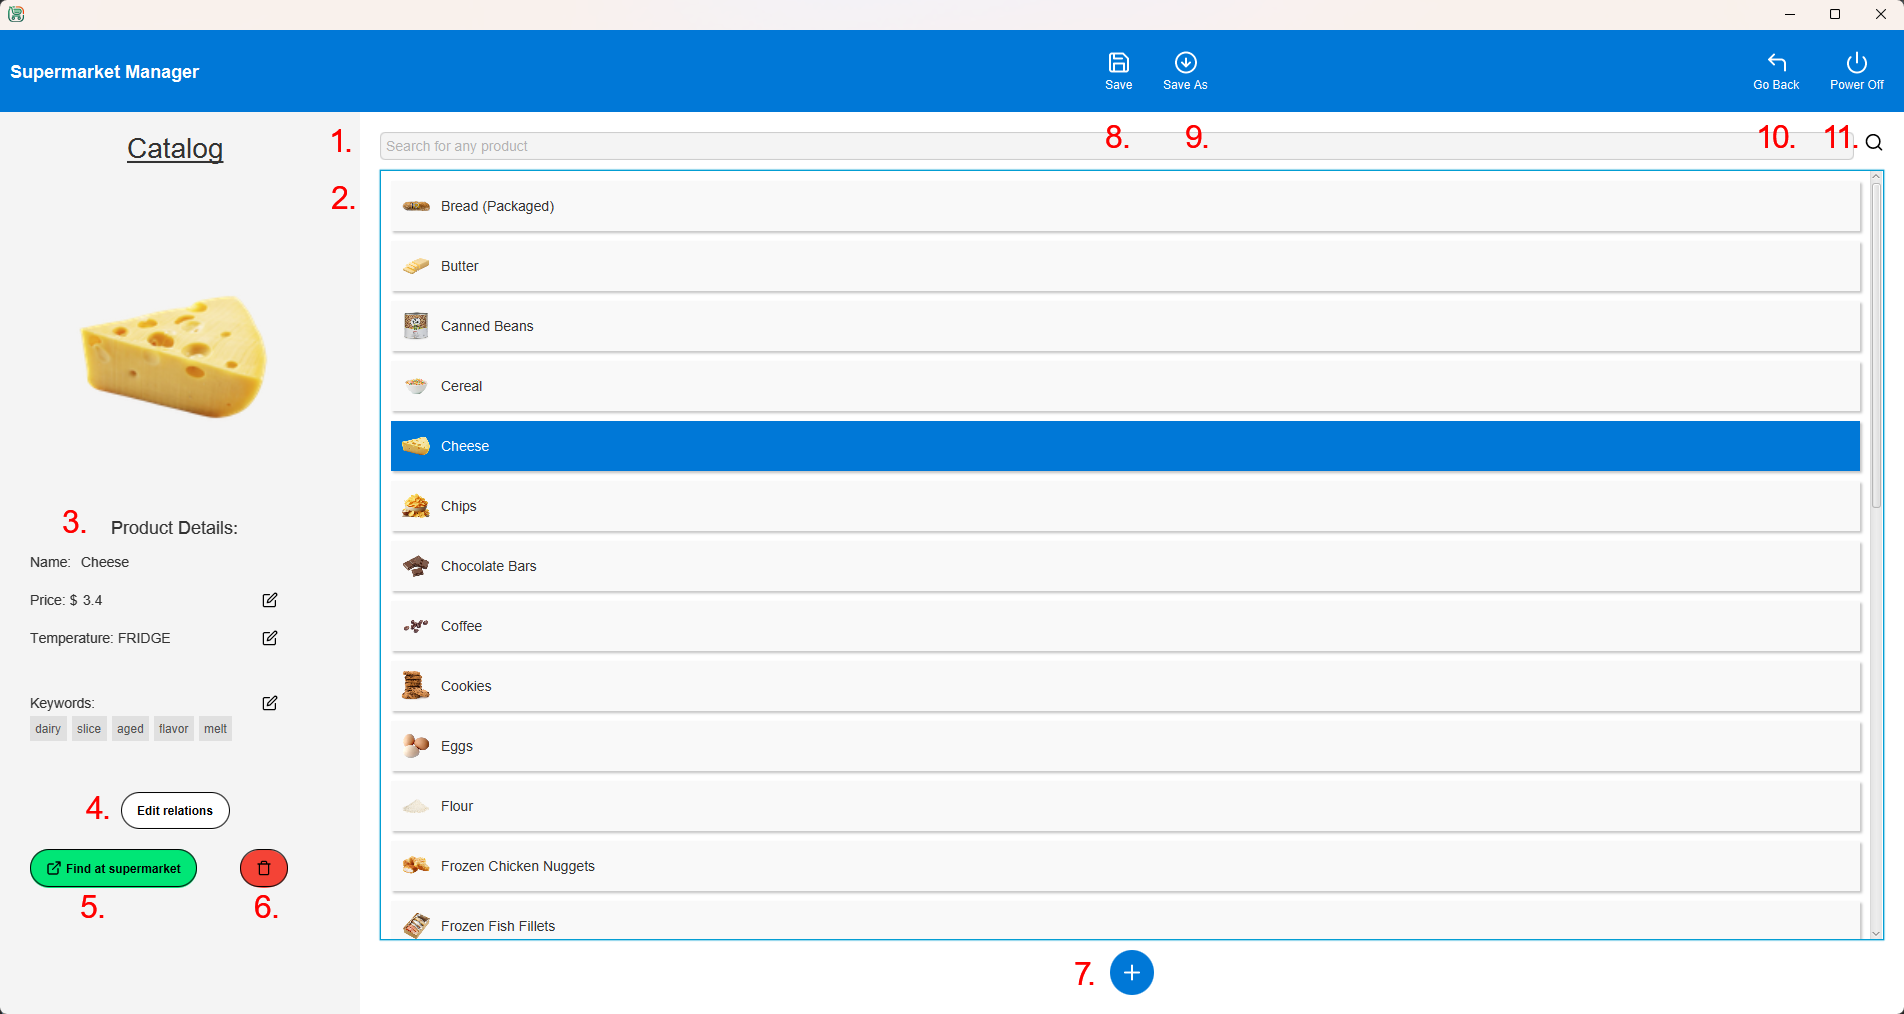 Supermarket Manager
Save
Save As
Go Back
Power Off
Catalog
1.
Search for any product
8.
9.
10.
11.
2.
Bread (Packaged)
Butter
Canned Beans
Cereal
Cheese
Chips
Chocolate Bars
Coffee
Cookies
Eggs
Flour
Frozen Chicken Nuggets
Frozen Fish Fillets
3.
Product Details:
Name: Cheese
Price: $ 3.4
Temperature: FRIDGE
Keywords:
dairy slice aged flavor melt
4.
Edit relations
Find at supermarket
5.
6.
7.